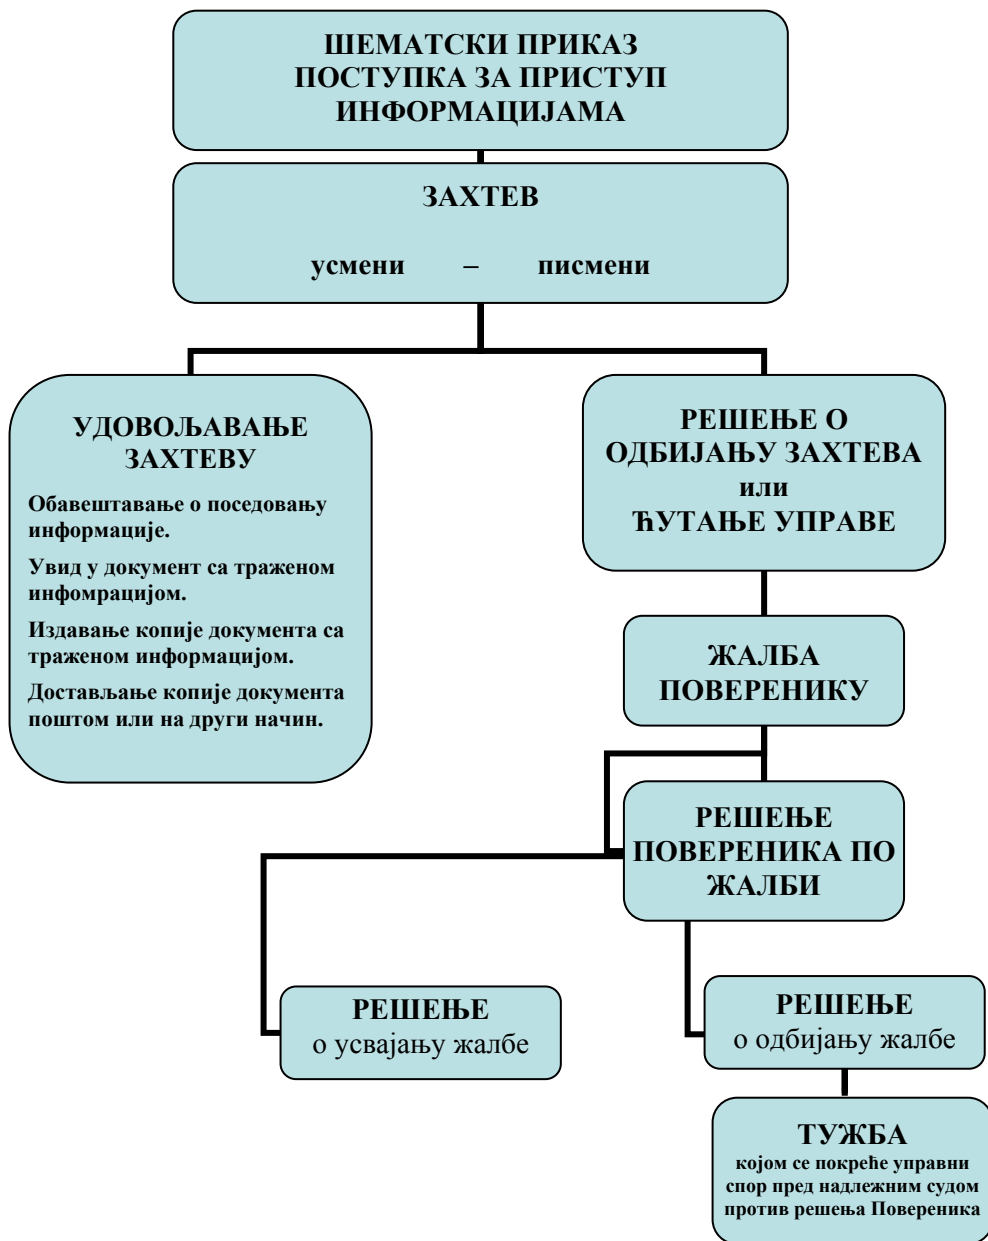 ШЕМАТСКИ ПРИКАЗ
ПОСТУПКА ЗА ПРИСТУП
ИНФОРМАЦИЈАМА
ЗАХТЕВ
усмени – писмени
УДОВОЉАВАЊЕ
ЗАХТЕВУ
Обавештавање о поседовању
информације.
Увид у документ са траженом
инфомрацијом.
Издавање копије документа са
траженом информацијом.
Достављање копије документа
поштом или на други начин.
РЕШЕЊЕ О
ОДБИЈАЊУ ЗАХТЕВА
или
ЋУТАЊЕ УПРАВЕ
ЖАЛБА
ПОВЕРЕНИКУ
РЕШЕЊЕ
ПОВЕРЕНИКА ПО
ЖАЛБИ
РЕШЕЊЕ
о усвајању жалбе
РЕШЕЊЕ
о одбијању жалбе
ТУЖБА
којом се покреће управни
спор пред надлежним судом
против решења Повереника